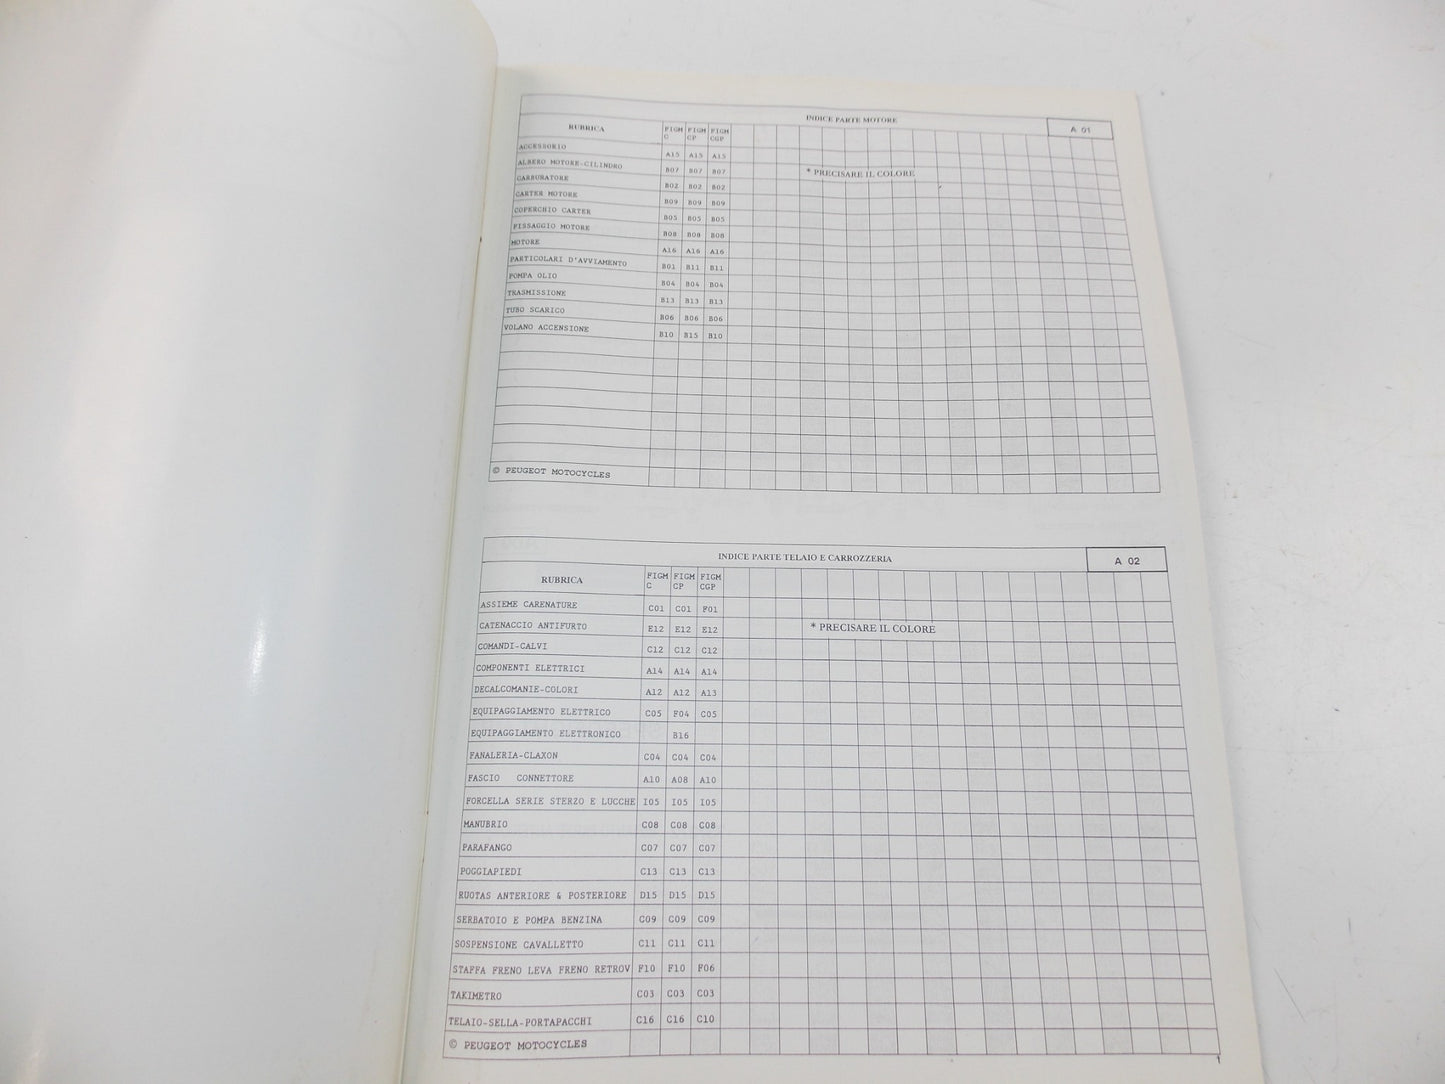 INDICE PARTE MOTORE A 01
RUBRICA FIGM C FIGM CP FIGM CGP
ACCESSORIO A15 A15 A15
ALBERO MOTORE-CILINDRO B07 B07 B07
* PRECISARE IL COLORE
CARBURATORE B02 B02 B02
CARTER MOTORE B09 B09 B09
COPERCHIO CARTER B05 B05 B05
FISSAGGIO MOTORE B08 B08 B08
MOTORE A16 A16 A16
PARTICOLARI D'AVVIAMENTO B01 B11 B11
POMPA OLIO B04 B04 B04
TRASMISSIONE B13 B13 B13
TUBO SCARICO B06 B06 B06
VOLANO ACCENSIONE B10 B15 B10
© PEUGEOT MOTOCYCLES
INDICE PARTE TELAIO E CARROZZERIA A 02
RUBRICA FIGM C FIGM CP FIGM CGP
ASSIEME CARENATURE C01 C01 F01
CATENACCIO ANTIFURTO E12 E12 E12
* PRECISARE IL COLORE
COMANDI-CALVI C12 C12 C12
COMPONENTI ELETTRICI A14 A14 A14
DECALCOMANIE-COLORI A12 A12 A13
EQUIPAGGIAMENTO ELETTRICO C05 F04 C05
EQUIPAGGIAMENTO ELETTRONICO B16
FANALERIA-CLAXON C04 C04 C04
FASCIO CONNETTORE A10 A08 A10
FORCELLA SERIE STERZO E LUCCHE I05 I05 I05
MANUBRIO C08 C08 C08
PARAFANGO C07 C07 C07
POGGIAPIEDI C13 C13 C13
RUOTAS ANTERIORE & POSTERIORE D15 D15 D15
SERBATOIO E POMPA BENZINA C09 C09 C09
SOSPENSIONE CAVALLETTO C11 C11 C11
STAFFA FRENO LEVA FRENO RETROV F10 F10 F06
TAKIMETRO C03 C03 C03
TELAIO-SELLA-PORTAPACCHI C16 C16 C10
© PEUGEOT MOTOCYCLES
1